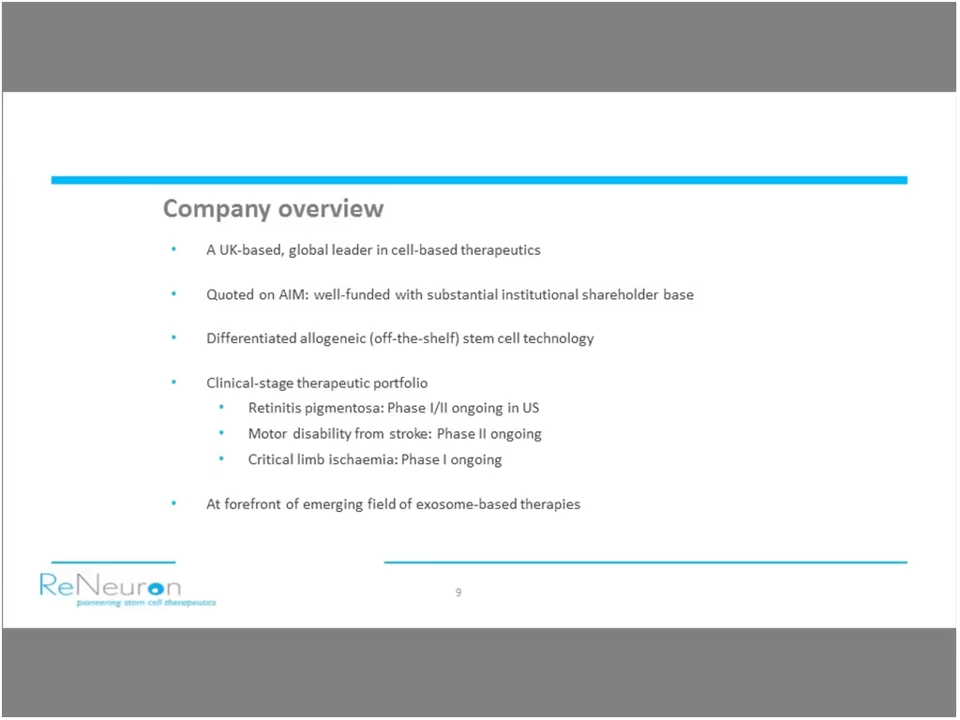 Company overview
• A UK-based, global leader in cell-based therapeutics
• Quoted on AIM: well-funded with substantial institutional shareholder base
• Differentiated allogeneic (off-the-shelf) stem cell technology
• Clinical-stage therapeutic portfolio
• Retinitis pigmentosa: Phase I/II ongoing in US
• Motor disability from stroke: Phase II ongoing
• Critical limb ischaemia: Phase I ongoing
• At forefront of emerging field of exosome-based therapies
ReNeuron
pioneering stem cell therapeutics
9